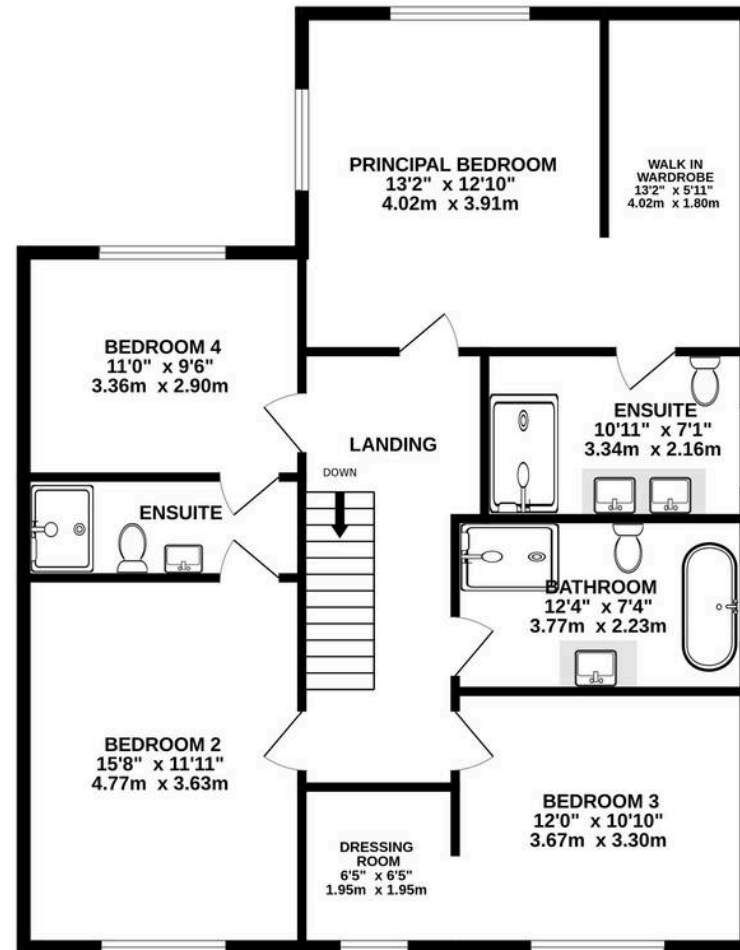 PRINCIPAL BEDROOM
13'2" x 12'10"
4.02m x 3.91m
WALK IN
WARDROBE
13'2" x 5'11"
4.02m x 1.80m
BEDROOM 4
11'0" x 9'6"
3.36m x 2.90m
LANDING
DOWN
ENSUITE
10'11" x 7'1"
3.34m x 2.16m
ENSUITE
BATHROOM
12'4" x 7'4"
3.77m x 2.23m
BEDROOM 2
15'8" x 11'11"
4.77m x 3.63m
BEDROOM 3
12'0" x 10'10"
3.67m x 3.30m
DRESSING
ROOM
6'5" x 6'5"
1.95m x 1.95m